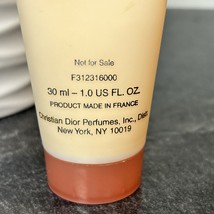 Not for Sale
F312316000
30 ml – 1.0 US FL. OZ.
PRODUCT MADE IN FRANCE
Christian Dior Perfumes, Inc., Distr.
New York, NY 10019